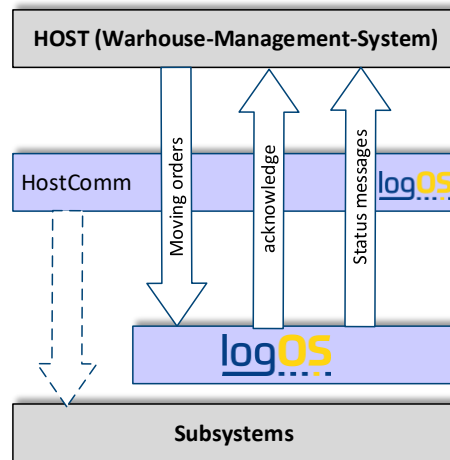 HOST (Warhouse-Management-System)
Moving orders
acknowledge
Status messages
HostComm
logOS
logOS
Subsystems